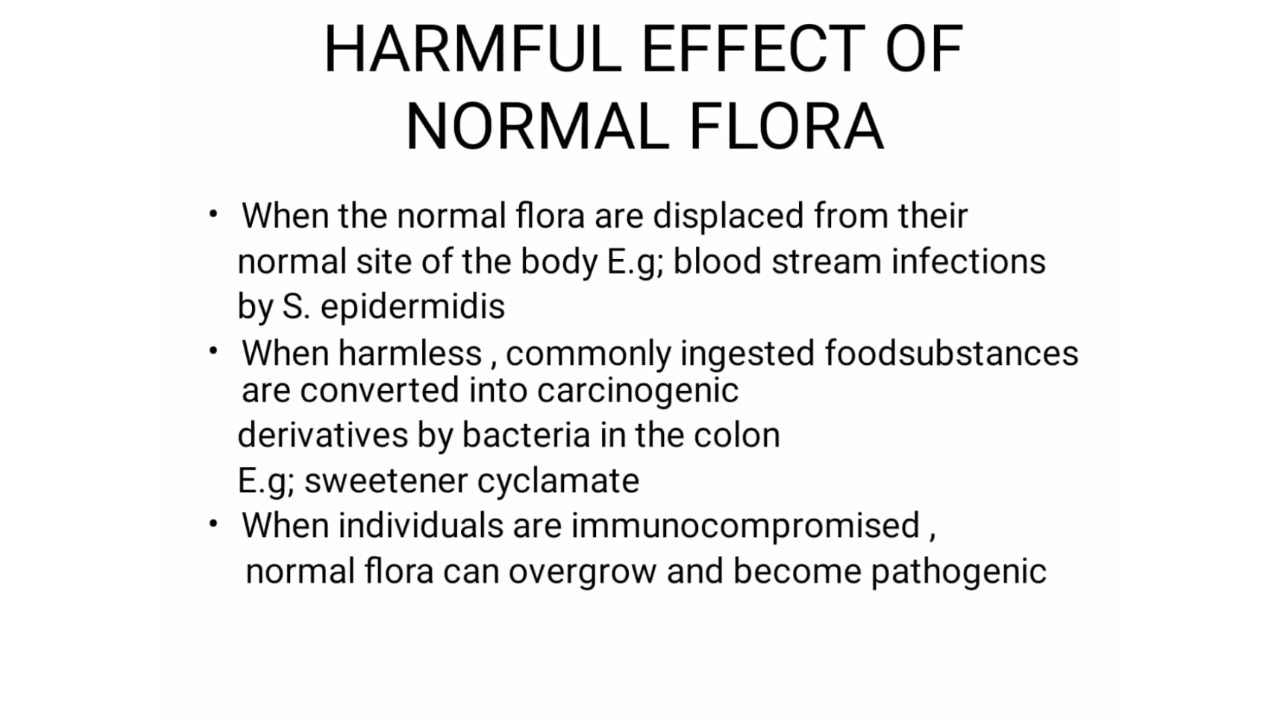 HARMFUL EFFECT OF
NORMAL FLORA
• When the normal flora are displaced from their
normal site of the body E.g; blood stream infections
by S. epidermidis
• When harmless , commonly ingested foodsubstances
are converted into carcinogenic
derivatives by bacteria in the colon
E.g; sweetener cyclamate
• When individuals are immunocompromised ,
normal flora can overgrow and become pathogenic